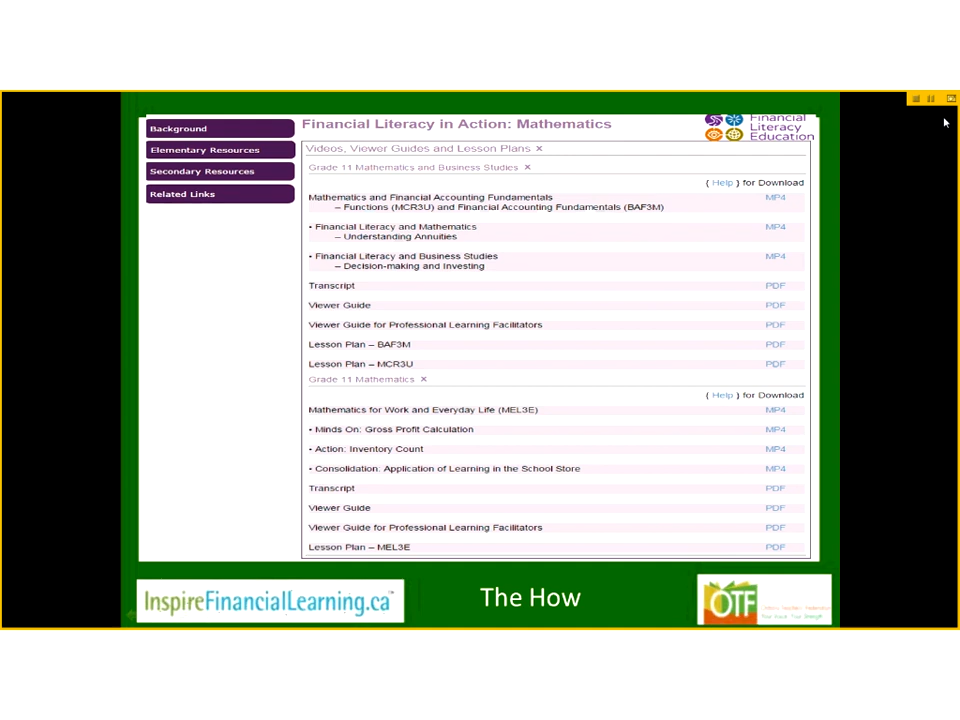 Background
Elementary Resources
Secondary Resources
Related Links
Financial Literacy in Action: Mathematics
Financial
Literacy
Education
Videos, Viewer Guides and Lesson Plans ×
Grade 11 Mathematics and Business Studies ×
( Help ) for Download
Mathematics and Financial Accounting Fundamentals MP4
– Functions (MCR3U) and Financial Accounting Fundamentals (BAF3M)
• Financial Literacy and Mathematics MP4
– Understanding Annuities
• Financial Literacy and Business Studies MP4
– Decision-making and Investing
Transcript PDF
Viewer Guide PDF
Viewer Guide for Professional Learning Facilitators PDF
Lesson Plan – BAF3M PDF
Lesson Plan – MCR3U PDF
Grade 11 Mathematics ×
( Help ) for Download
Mathematics for Work and Everyday Life (MEL3E) MP4
• Minds On: Gross Profit Calculation MP4
• Action: Inventory Count MP4
• Consolidation: Application of Learning in the School Store MP4
Transcript PDF
Viewer Guide PDF
Viewer Guide for Professional Learning Facilitators PDF
Lesson Plan – MEL3E PDF
InspireFinancialLearning.ca™
The How
OTF